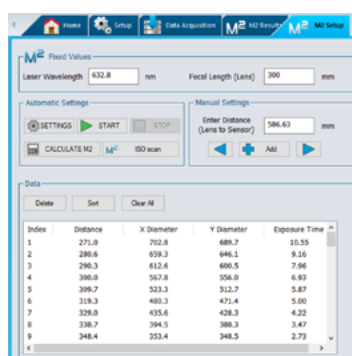 Home Setup Data Acquisition M² M2 Results M² M2 Setup
M² Fixed Values
Laser Wavelength 632.8 nm Focal Length (Lens) 300 mm
Automatic Settings Manual Settings
SETTINGS START STOP Enter Distance (Lens to Sensor) 586.63 mm
CALCULATE M2 M² ISO scan Add
Data
Delete Sort Clear All
Index Distance X Diameter Y Diameter Exposure Time
1 271.0 702.8 689.7 10.55
2 280.6 659.3 646.1 9.16
3 290.3 612.6 600.5 7.96
4 300.0 567.8 556.0 6.93
5 309.7 523.3 512.7 5.87
6 319.3 480.3 471.4 5.00
7 329.0 435.6 428.3 4.22
8 338.7 394.5 388.3 3.47
9 348.4 353.4 348.5 2.73